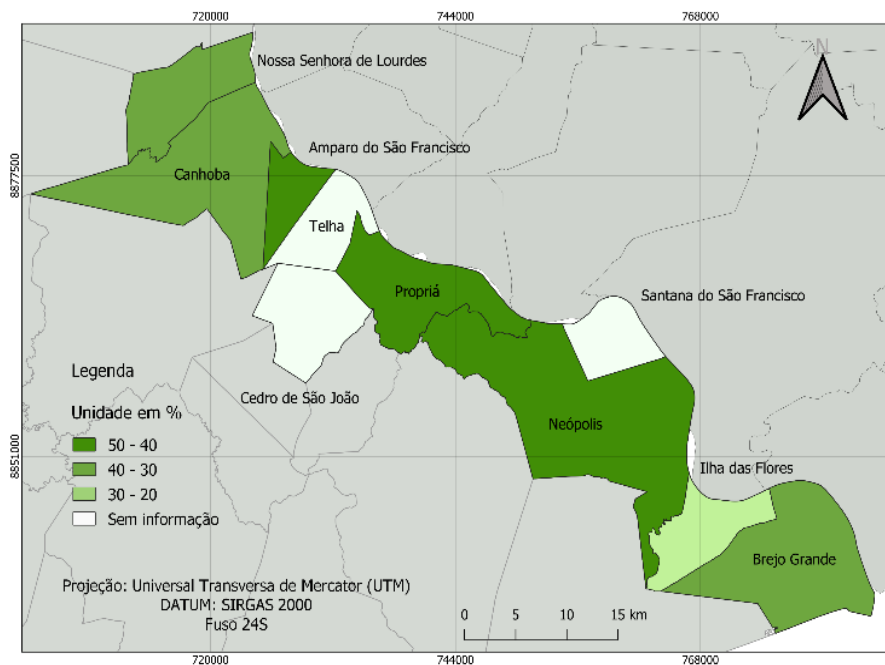 720000
744000
768000
N
Nossa Senhora de Lourdes
Amparo do São Francisco
8877500
8877500
Canhoba
Telha
Propriá
Santana do São Francisco
Legenda
Cedro de São João
Unidade em %
Neópolis
50 - 40
8851000
8851000
40 - 30
Ilha das Flores
30 - 20
Sem informação
Brejo Grande
Projeção: Universal Transversa de Mercator (UTM)
DATUM: SIRGAS 2000
Fuso 24S
0 5 10 15 km
720000
744000
768000